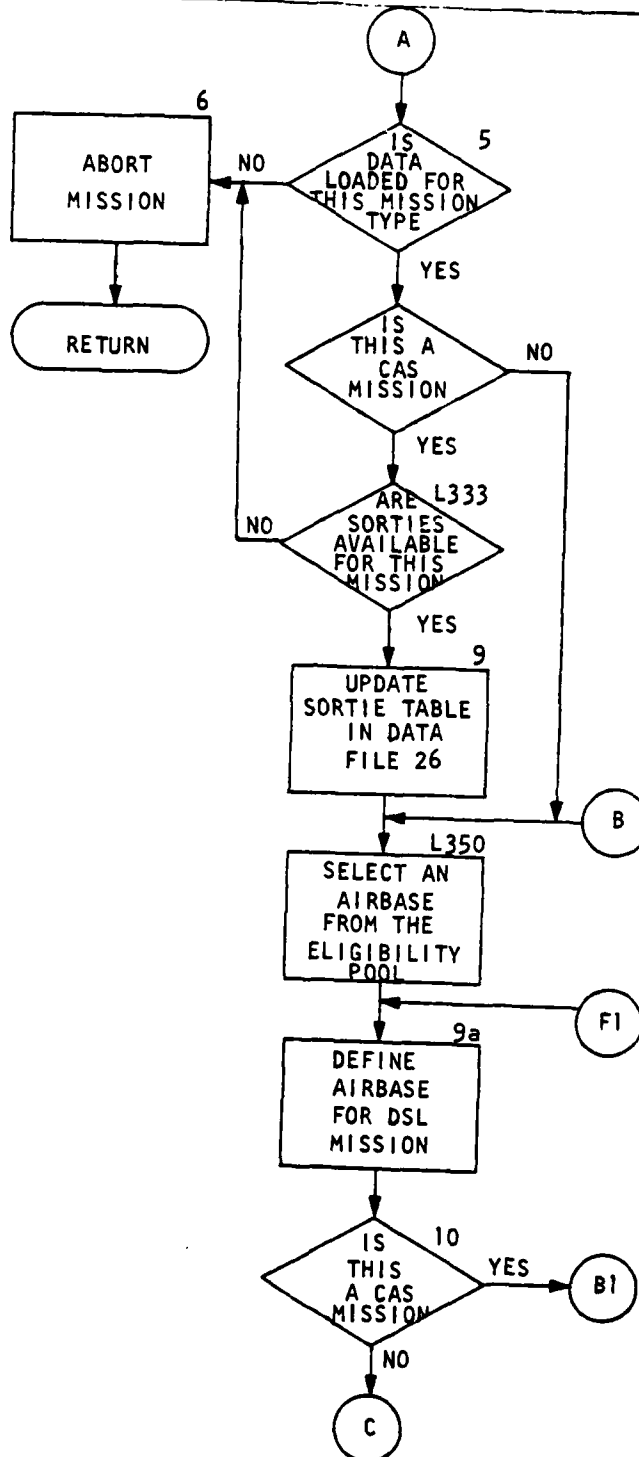 A
5
IS
DATA
LOADED FOR
THIS MISSION
TYPE
NO
6
ABORT
MISSION
RETURN
YES
IS
THIS A
CAS
MISSION
NO
YES
L333
ARE
SORTIES
AVAILABLE
FOR THIS
MISSION
NO
YES
9
UPDATE
SORTIE TABLE
IN DATA
FILE 26
B
L350
SELECT AN
AIRBASE
FROM THE
ELIGIBILITY
POOL
F1
9a
DEFINE
AIRBASE
FOR DSL
MISSION
10
IS
THIS
A CAS
MISSION
YES
B1
NO
C